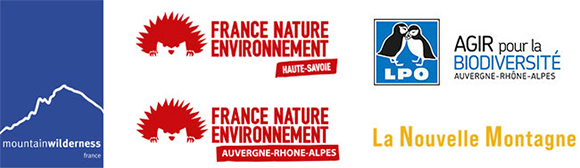 mountainwilderness
france
FRANCE NATURE
ENVIRONNEMENT
HAUTE-SAVOIE
FRANCE NATURE
ENVIRONNEMENT
AUVERGNE-RHONE-ALPES
LPO
AGIR pour la
BIODIVERSITÉ
AUVERGNE-RHÔNE-ALPES
La Nouvelle Montagne